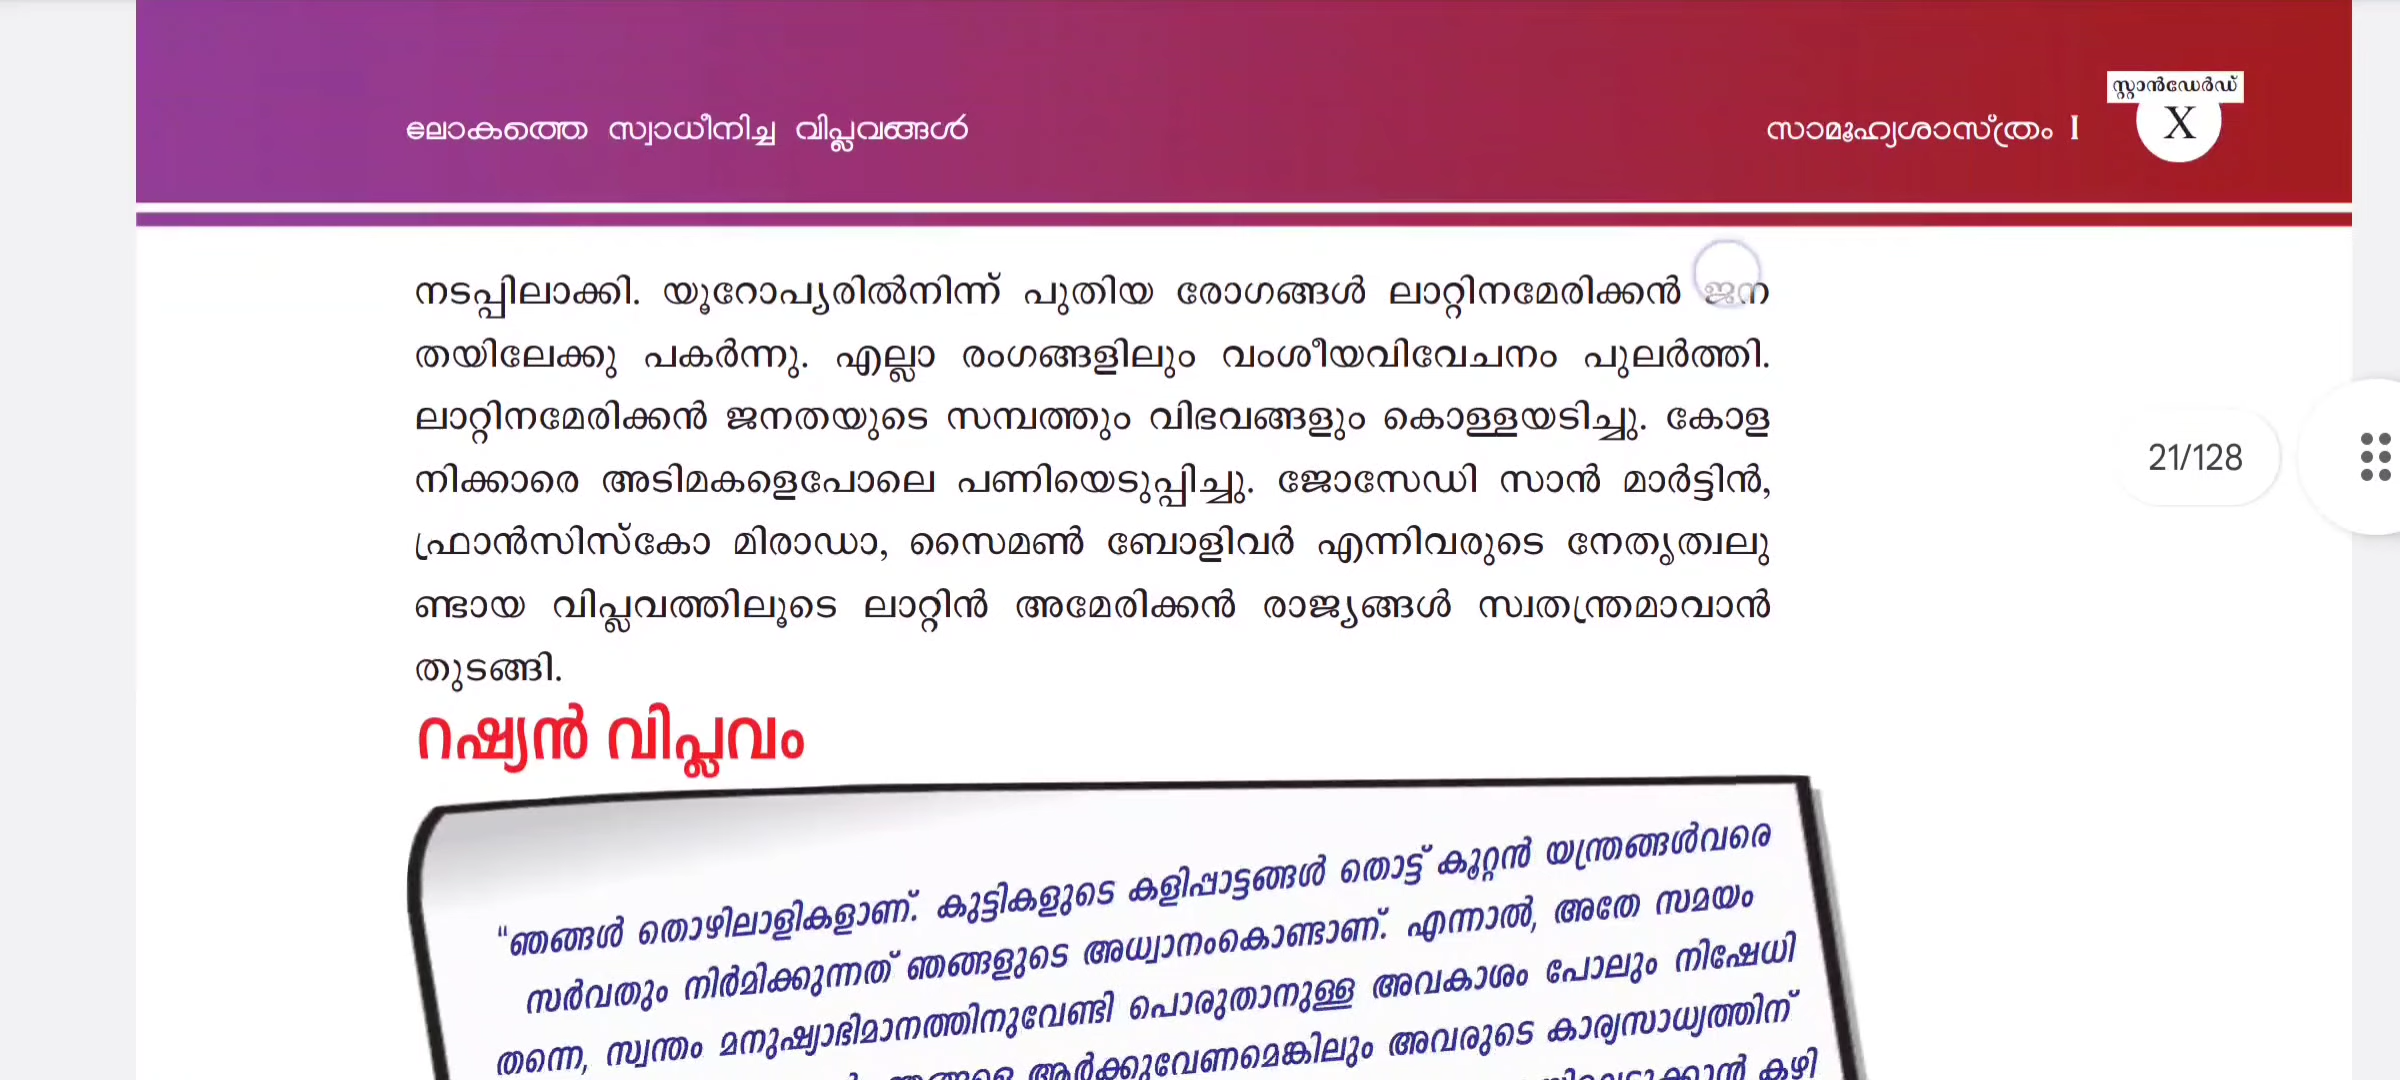 ലോകത്തെ സ്വാധീനിച്ച വിപ്ലവങ്ങൾ
സാമൂഹ്യശാസ്ത്രം I
സ്റ്റാൻഡേർഡ്
X
നടപ്പിലാക്കി. യൂറോപ്യരിൽനിന്ന് പുതിയ രോഗങ്ങൾ ലാറ്റിനമേരിക്കൻ ജന
തയിലേക്കു പകർന്നു. എല്ലാ രംഗങ്ങളിലും വംശീയവിവേചനം പുലർത്തി.
ലാറ്റിനമേരിക്കൻ ജനതയുടെ സമ്പത്തും വിഭവങ്ങളും കൊള്ളയടിച്ചു. കോള
നിക്കാരെ അടിമകളെപോലെ പണിയെടുപ്പിച്ചു. ജോസേഡി സാൻ മാർട്ടിൻ,
ഫ്രാൻസിസ്കോ മിരാഡാ, സൈമൺ ബോളിവർ എന്നിവരുടെ നേതൃത്വലു
ണ്ടായ വിപ്ലവത്തിലൂടെ ലാറ്റിൻ അമേരിക്കൻ രാജ്യങ്ങൾ സ്വതന്ത്രമാവാൻ
തുടങ്ങി.
21/128
റഷ്യൻ വിപ്ലവം
"ഞങ്ങൾ തൊഴിലാളികളാണ്. കുട്ടികളുടെ കളിപ്പാട്ടങ്ങൾ തൊട്ട് കൂറ്റൻ യന്ത്രങ്ങൾവരെ
സർവതും നിർമിക്കുന്നത് ഞങ്ങളുടെ അധ്വാനംകൊണ്ടാണ്. എന്നാൽ, അതേ സമയം
തന്നെ, സ്വന്തം മനുഷ്യാഭിമാനത്തിനുവേണ്ടി പൊരുതാനുള്ള അവകാശം പോലും നിഷേധി
ആർക്കുവേണമെങ്കിലും അവരുടെ കാര്യസാധ്യത്തിന്
കഴി